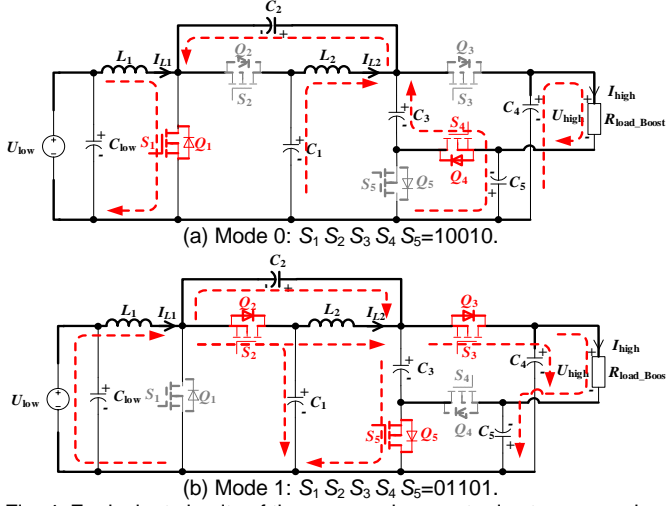 C2
L1 IL1 Q2 L2 IL2 Q3
S2 C3 S3 C4 Ihigh
Ulow Clow S1 Q1 C1 S4 Uhigh Rload_Boost
S5 Q5 Q4 C5
(a) Mode 0: S1 S2 S3 S4 S5=10010.
C2
L1 IL1 Q2 L2 IL2 Q3
S2 C3 S3 C4 Ihigh
Ulow Clow S1 Q1 C1 S4 Uhigh Rload_Boos
S5 Q5 Q4 C5
(b) Mode 1: S1 S2 S3 S4 S5=01101.